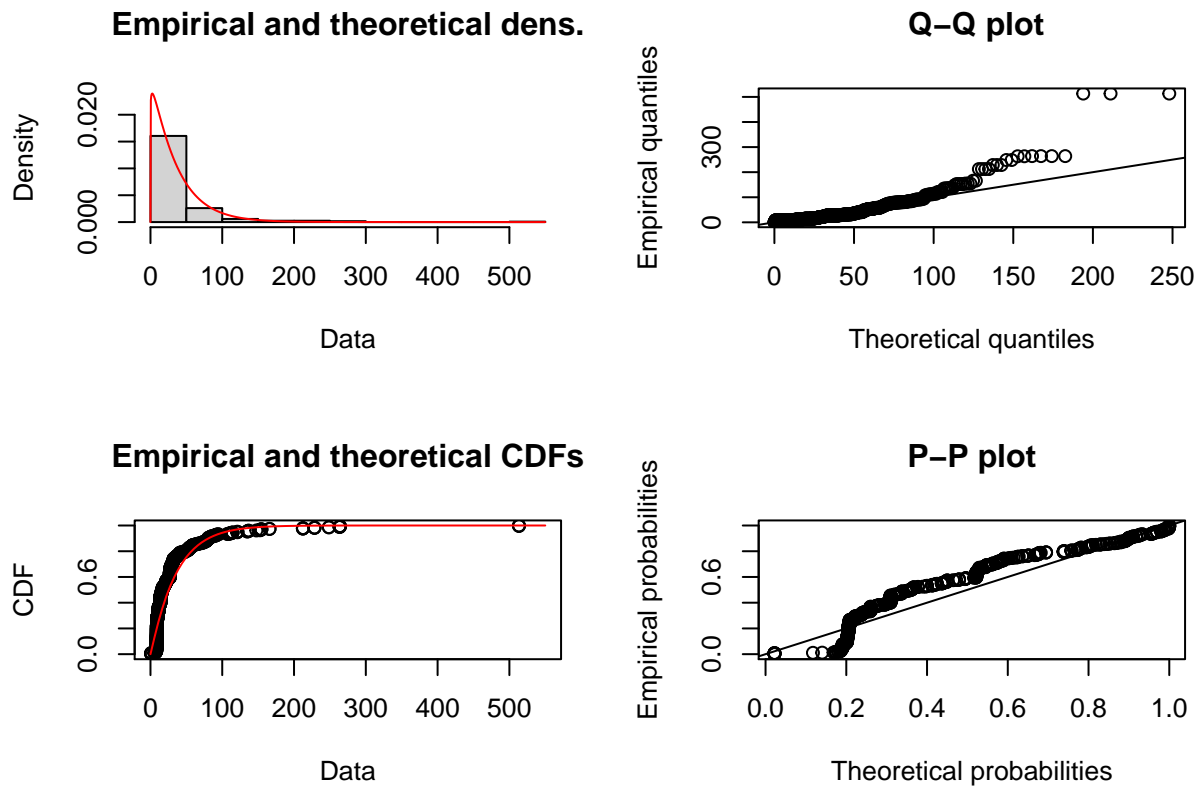 Empirical and theoretical dens.
Density
0.000
0.020
0 100 200 300 400 500
Data
Q−Q plot
Empirical quantiles
0
300
0 50 100 150 200 250
Theoretical quantiles
Empirical and theoretical CDFs
CDF
0.0
0.6
0 100 200 300 400 500
Data
P−P plot
Empirical probabilities
0.0
0.6
0.0 0.2 0.4 0.6 0.8 1.0
Theoretical probabilities